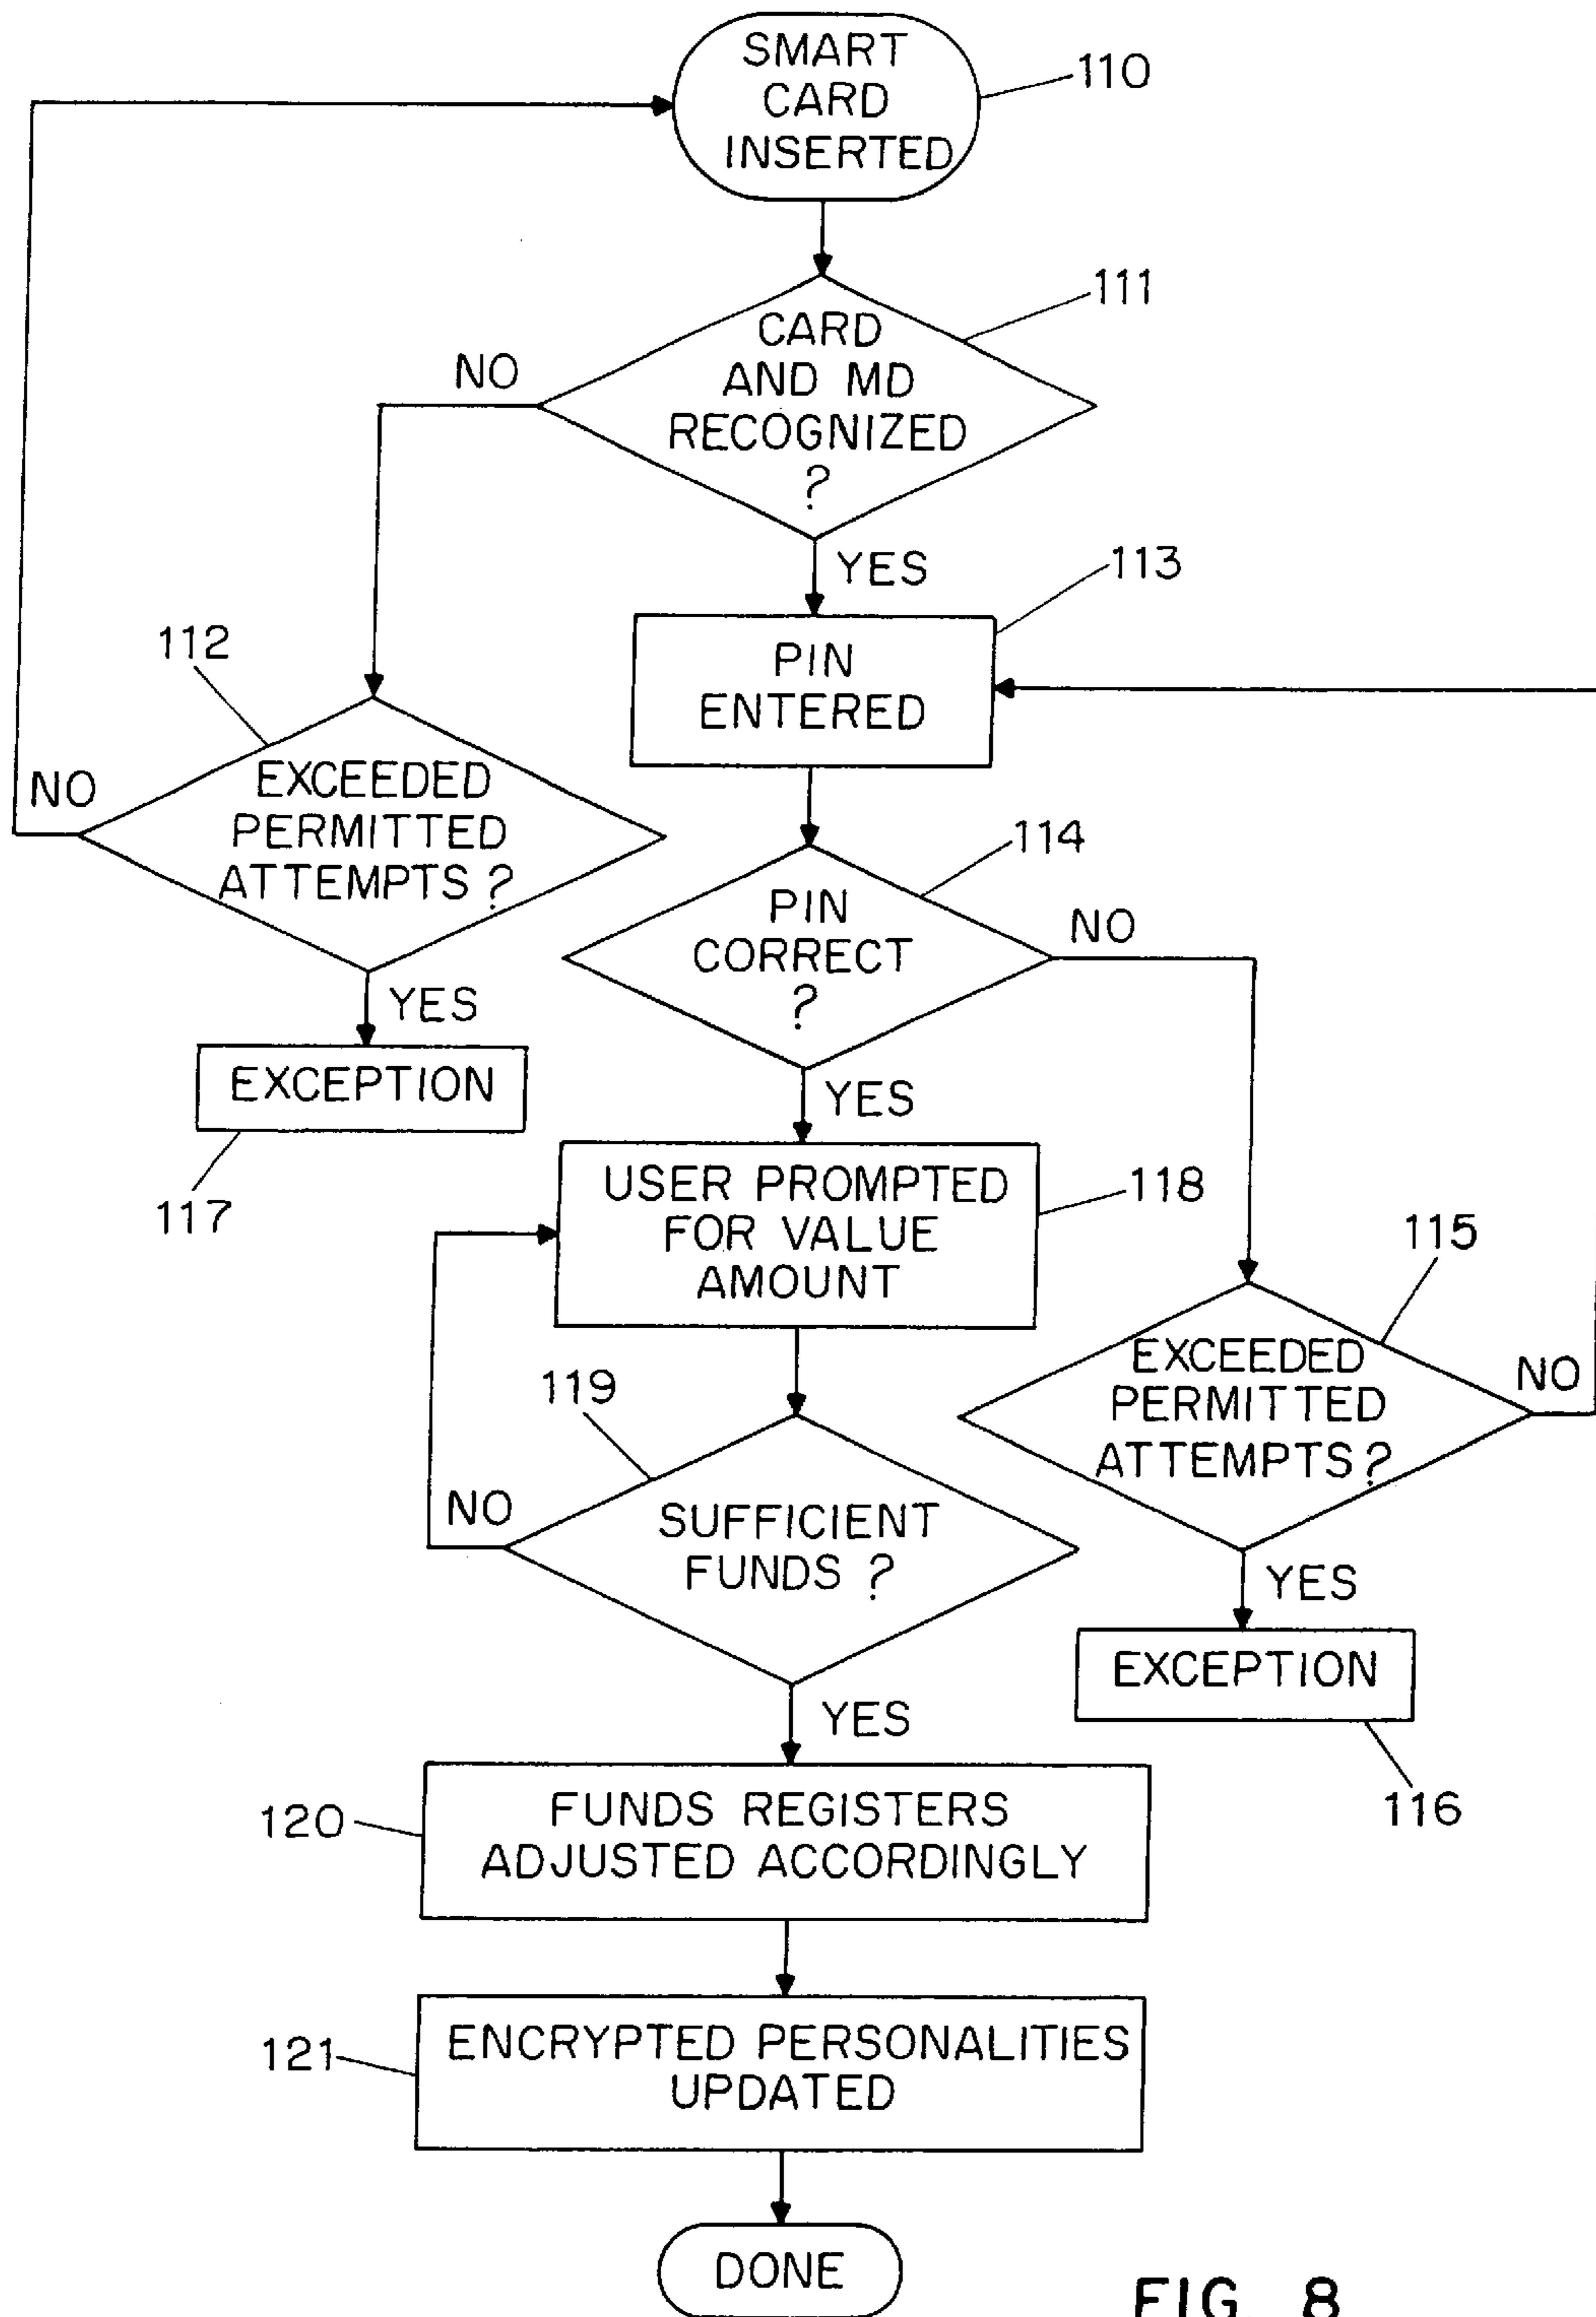 SMART
CARD
INSERTED
110
CARD
AND MD
RECOGNIZED
?
111
NO
YES
PIN
ENTERED
113
112
EXCEEDED
PERMITTED
ATTEMPTS?
NO
YES
EXCEPTION
117
PIN
CORRECT
?
114
NO
YES
USER PROMPTED
FOR VALUE
AMOUNT
118
115
EXCEEDED
PERMITTED
ATTEMPTS?
NO
YES
EXCEPTION
116
119
SUFFICIENT
FUNDS ?
NO
YES
FUNDS REGISTERS
ADJUSTED ACCORDINGLY
120
ENCRYPTED PERSONALITIES
UPDATED
121
DONE
FIG. 8